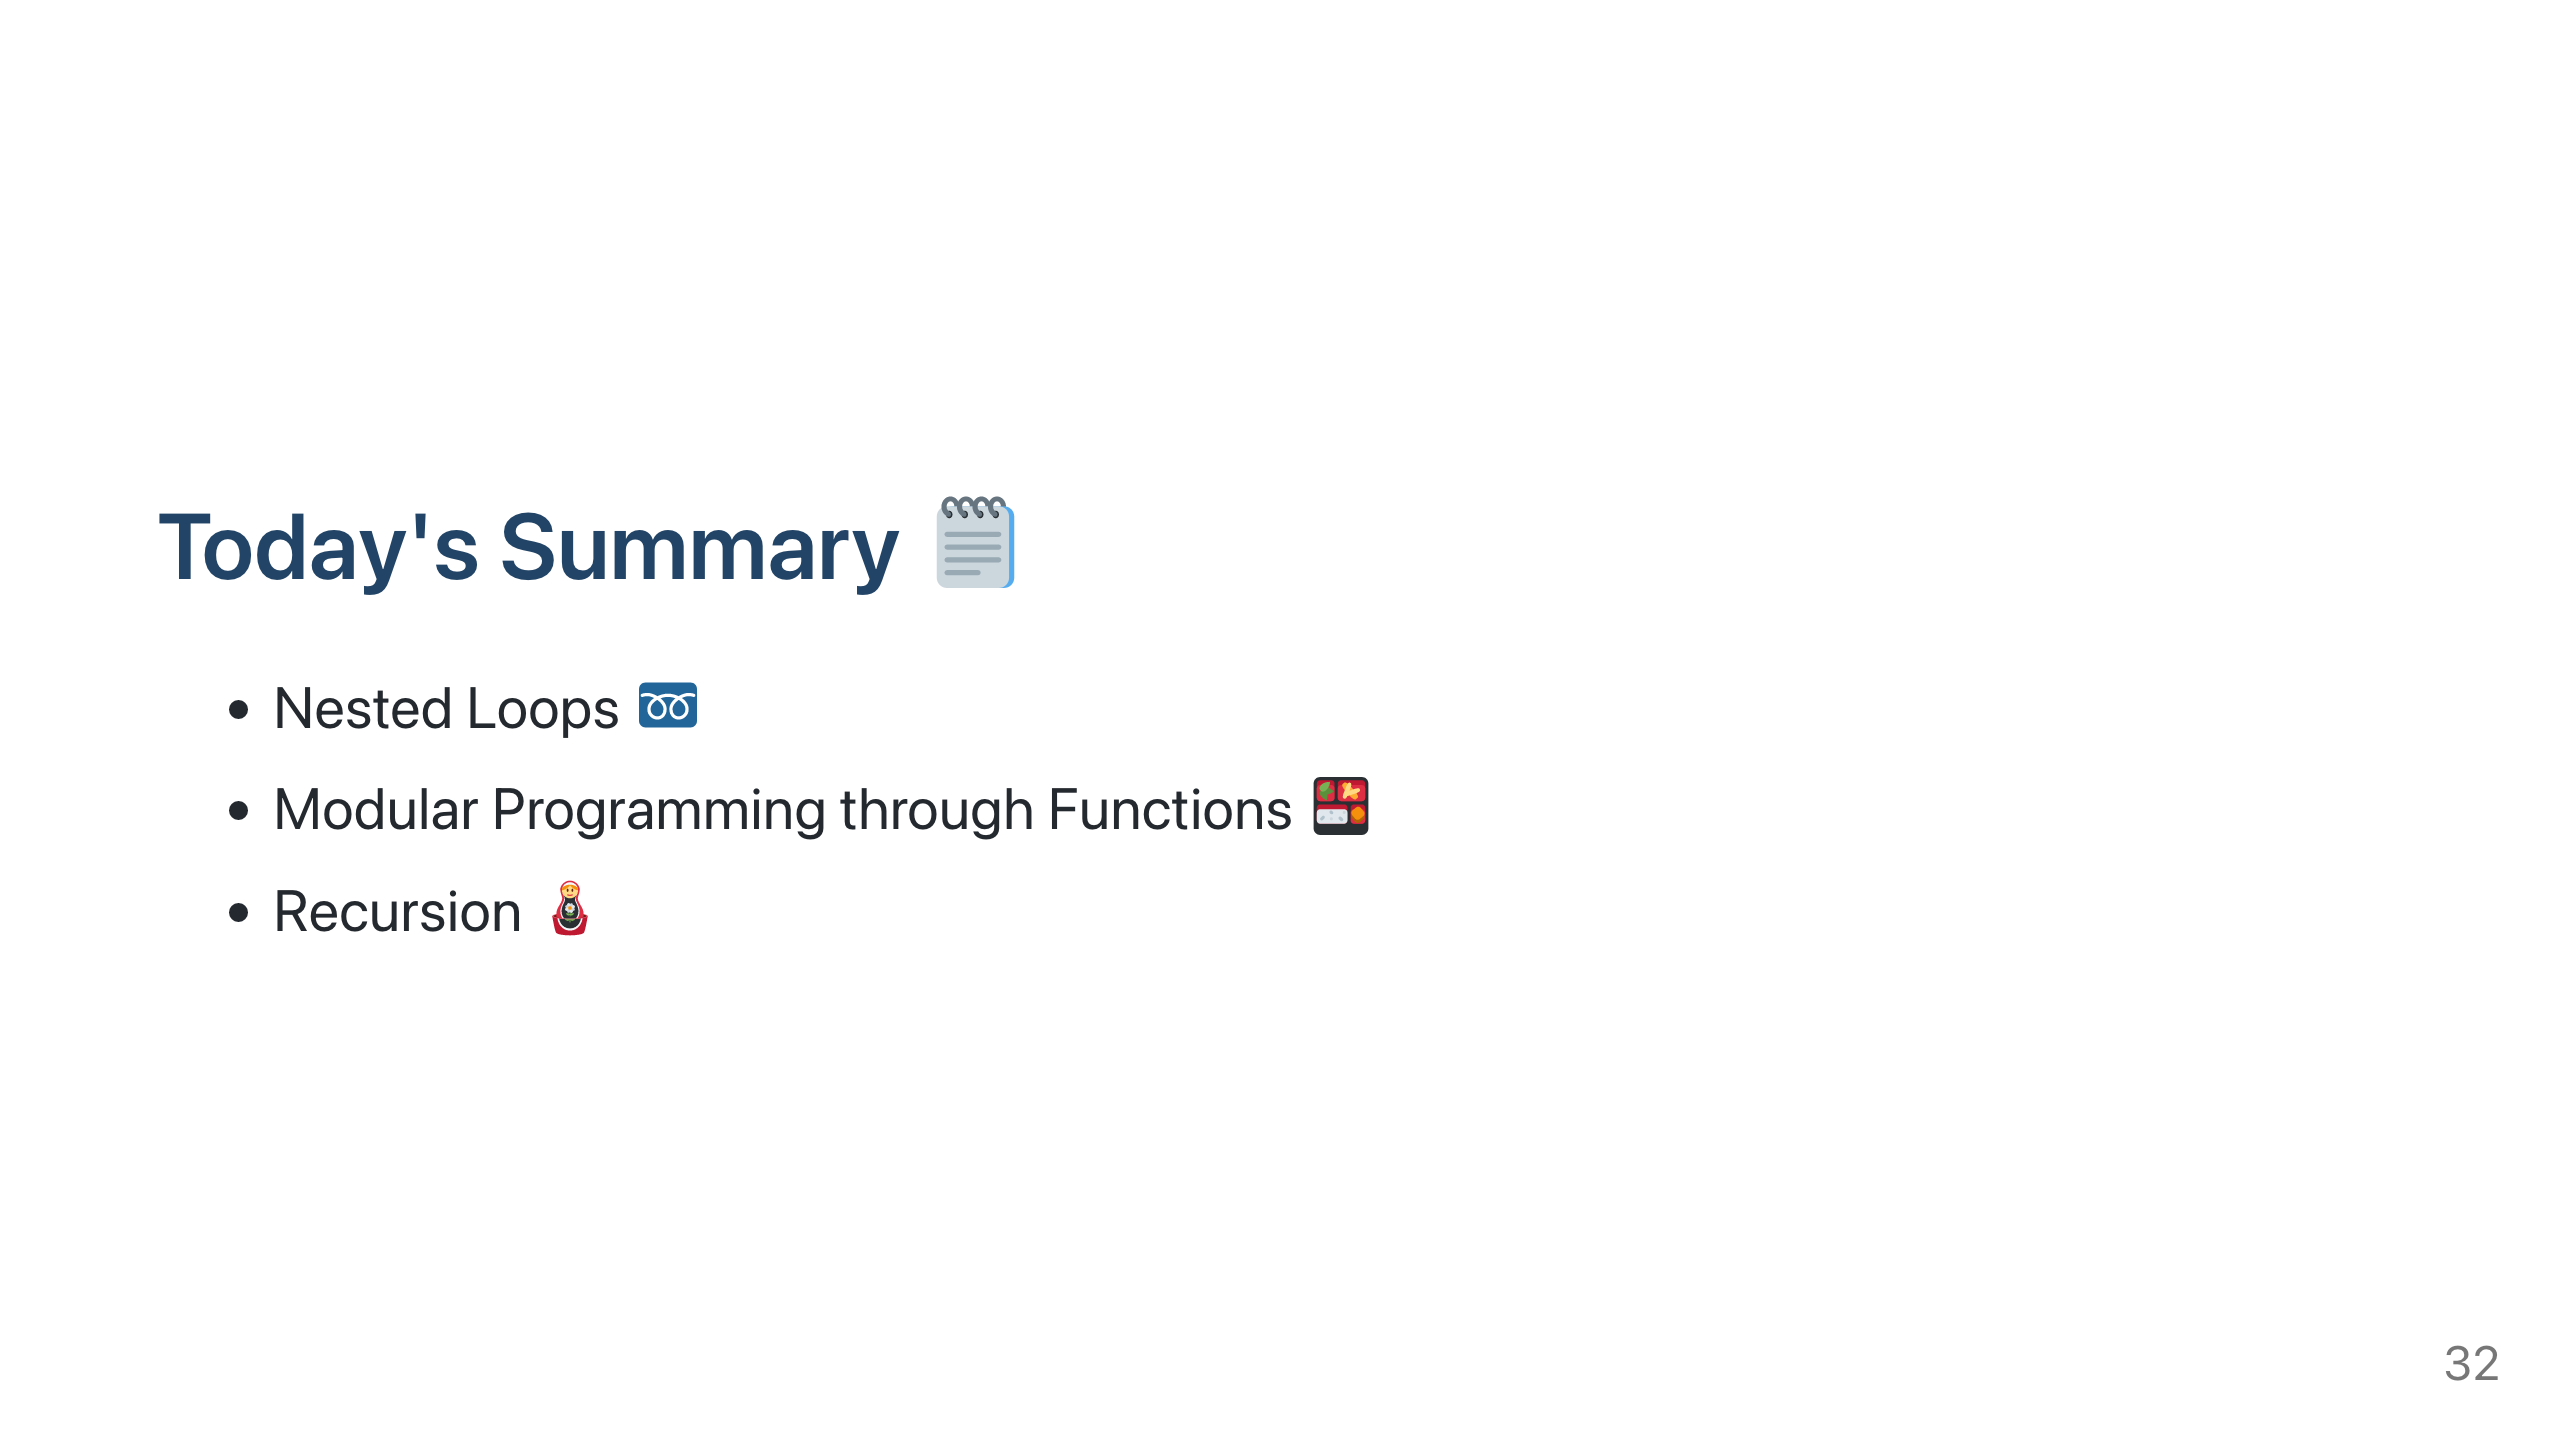 Today's Summary 🗒️
• Nested Loops ➿
• Modular Programming through Functions 🍱
• Recursion 🪆
32